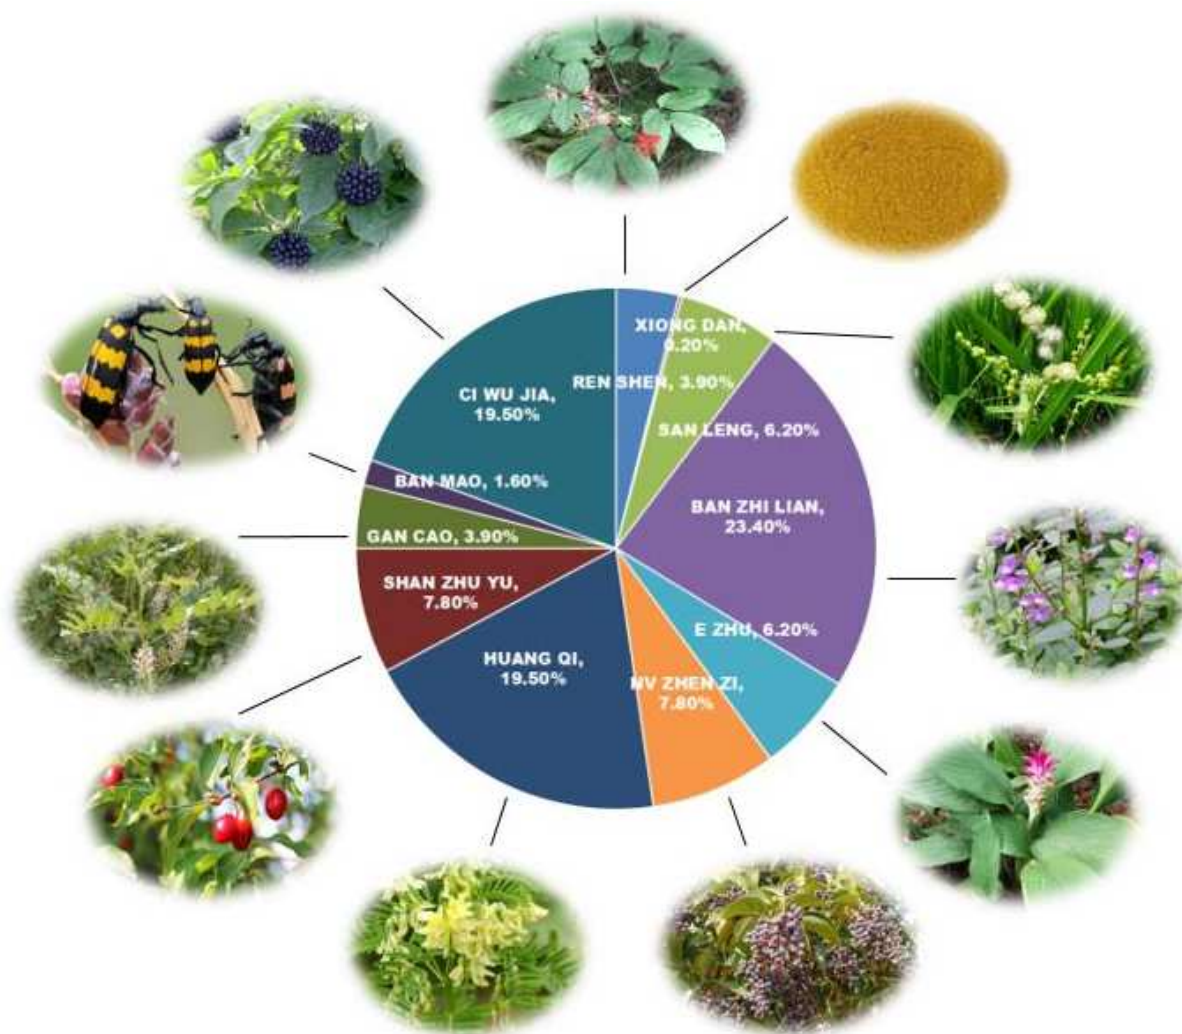 XIONG DAN,
0.20%
REN SHEN, 3.90%
SAN LENG, 6.20%
BAN ZHI LIAN,
23.40%
E ZHU, 6.20%
NV ZHEN ZI,
7.80%
HUANG QI,
19.50%
SHAN ZHU YU,
7.80%
GAN CAO, 3.90%
BAN MAO, 1.60%
CI WU JIA,
19.50%